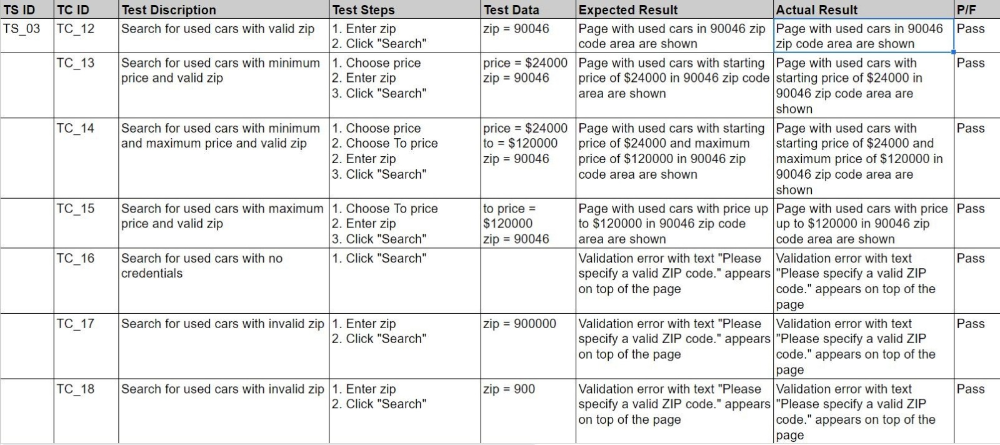 TS ID TC ID Test Discription Test Steps Test Data Expected Result Actual Result P/F
TS_03 TC_12 Search for used cars with valid zip 1. Enter zip zip = 90046 Page with used cars in 90046 zip Page with used cars in 90046 Pass
2. Click "Search" code area are shown zip code area are shown
TC_13 Search for used cars with minimum 1. Choose price price = $24000 Page with used cars with starting Page with used cars with Pass
price and valid zip 2. Enter zip zip = 90046 price of $24000 in 90046 zip code starting price of $24000 in
3. Click "Search" area are shown 90046 zip code area are
shown
TC_14 Search for used cars with minimum 1. Choose price price = $24000 Page with used cars with starting Page with used cars with Pass
and maximum price and valid zip 2. Choose To price to = $120000 price of $24000 and maximum starting price of $24000 and
2. Enter zip zip = 90046 price of $120000 in 90046 zip maximum price of $120000 in
3. Click "Search" code area are shown 90046 zip code area are
shown
TC_15 Search for used cars with maximum 1. Choose To price to price = Page with used cars with price up Page with used cars with price Pass
price and valid zip 2. Enter zip $120000 to $120000 in 90046 zip code up to $120000 in 90046 zip
3. Click "Search" zip = 90046 area are shown code area are shown
TC_16 Search for used cars with no 1. Click "Search" Validation error with text "Please Validation error with text Pass
credentials specify a valid ZIP code." appears "Please specify a valid ZIP
on top of the page code." appears on top of the
page
TC_17 Search for used cars with invalid zip 1. Enter zip zip = 900000 Validation error with text "Please Validation error with text Pass
2. Click "Search" specify a valid ZIP code." appears "Please specify a valid ZIP
on top of the page code." appears on top of the
page
TC_18 Search for used cars with invalid zip 1. Enter zip zip = 900 Validation error with text "Please Validation error with text Pass
2. Click "Search" specify a valid ZIP code." appears "Please specify a valid ZIP
on top of the page code." appears on top of the
page